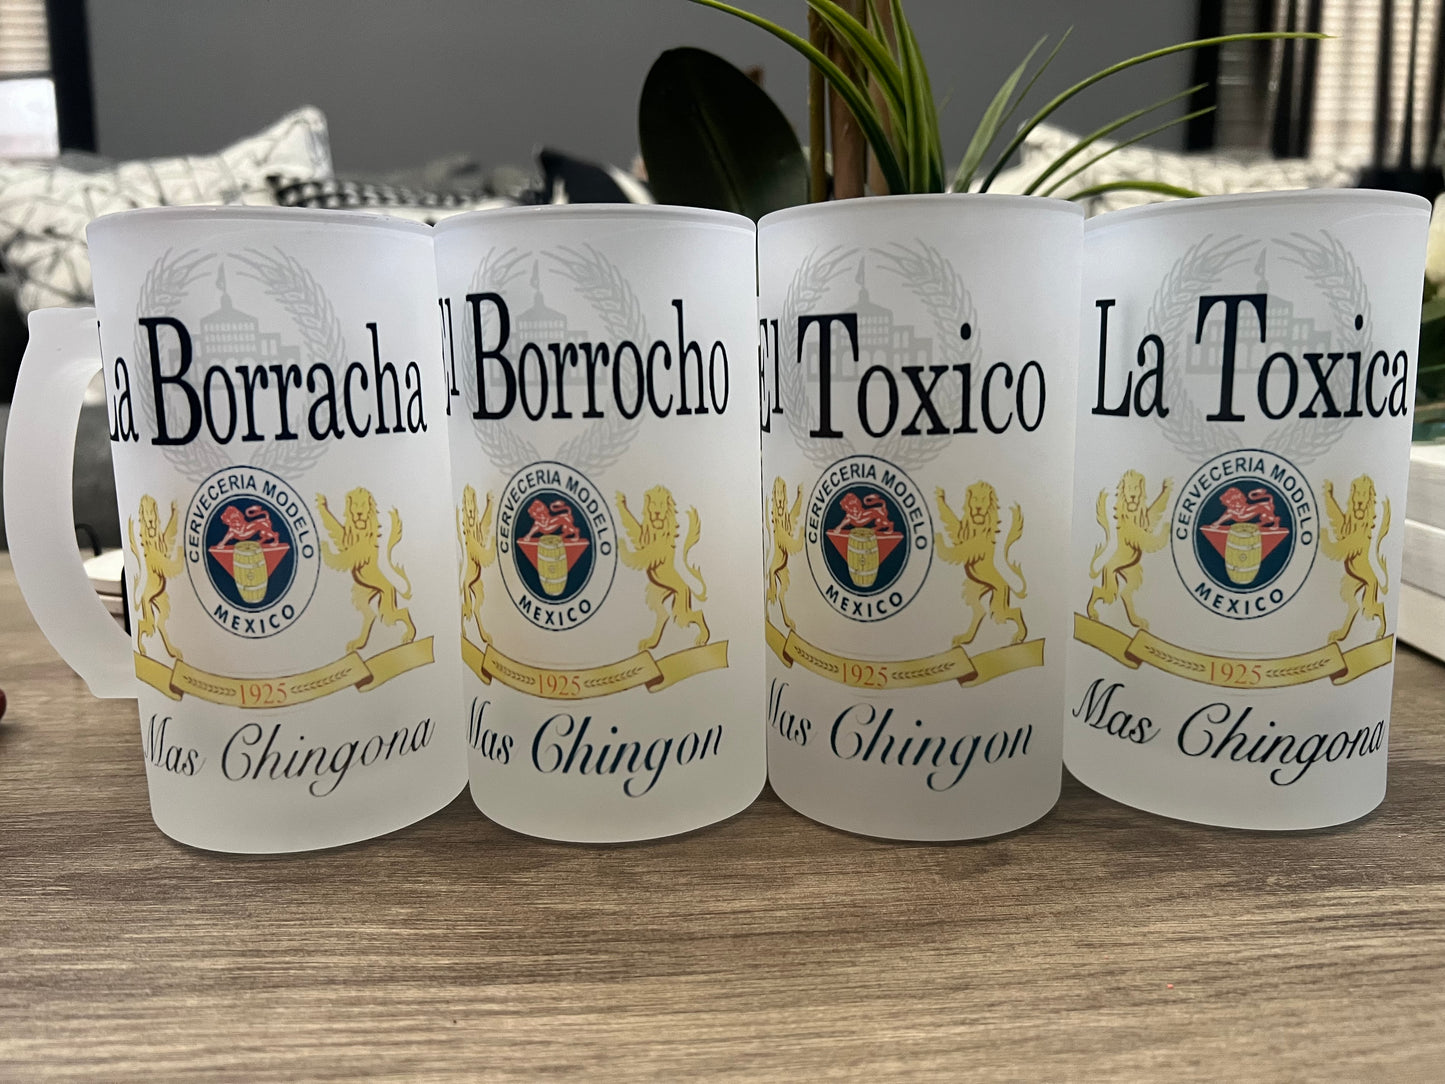 La Borracha
CERVECERIA MODELO
MEXICO
1925
Mas Chingona
El Borrocho
CERVECERIA MODELO
MEXICO
1925
Mas Chingon
El Toxico
CERVECERIA MODELO
MEXICO
1925
Mas Chingon
La Toxica
CERVECERIA MODELO
MEXICO
1925
Mas Chingona